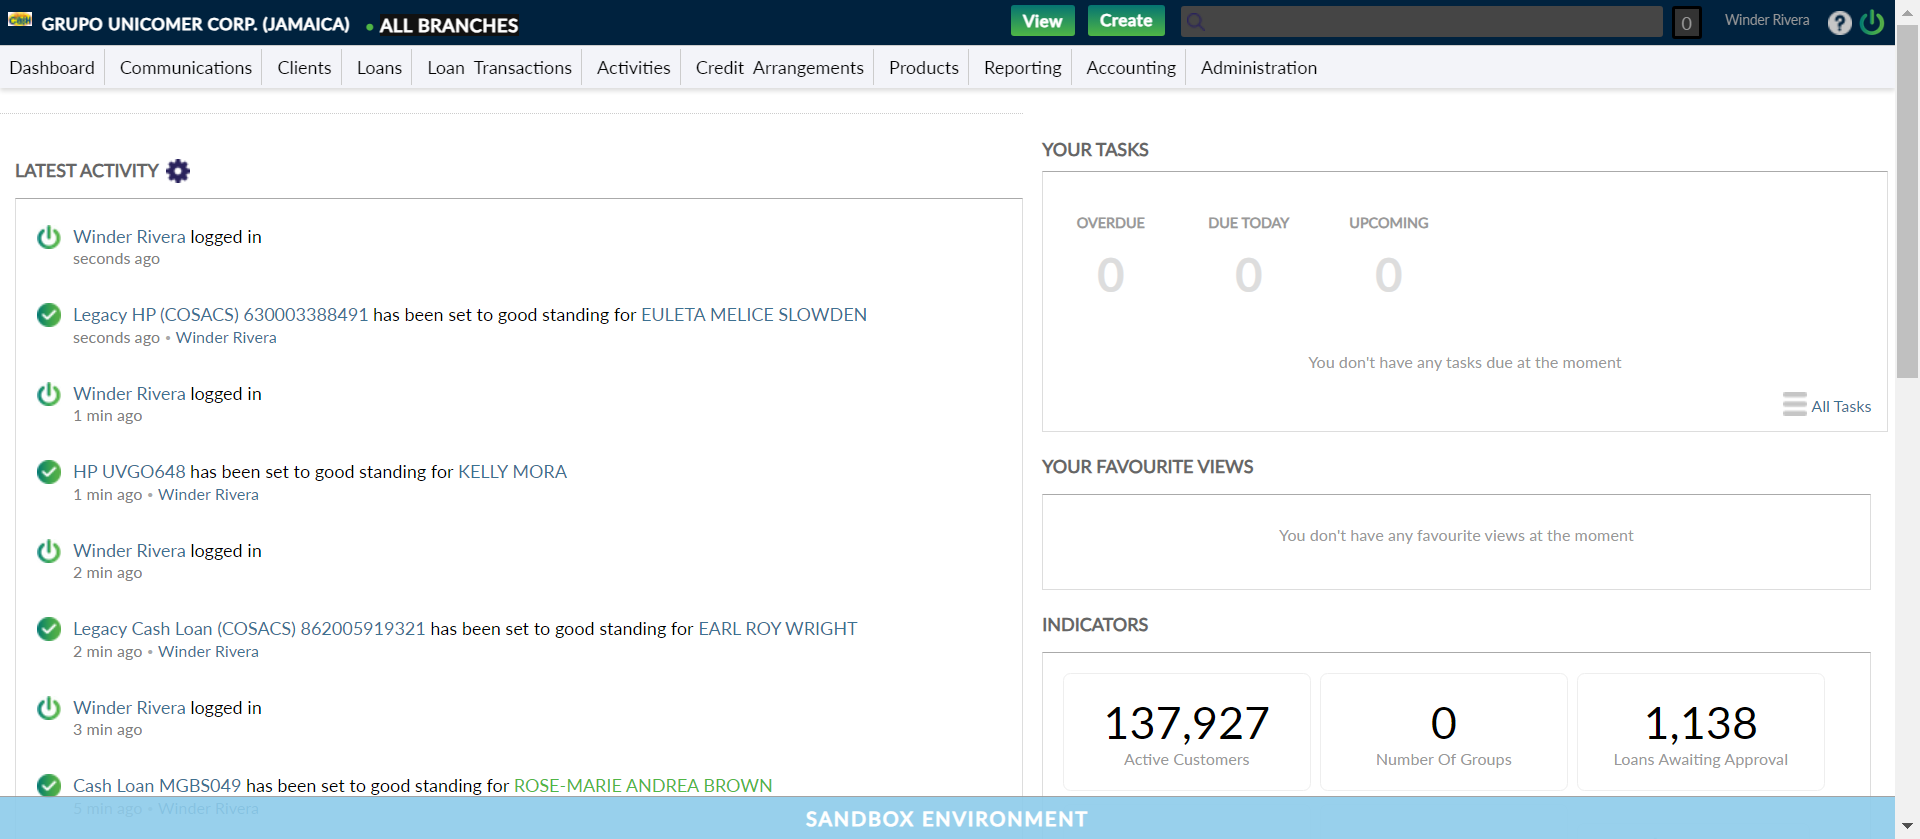 Cash
GRUPO UNICOMER CORP. (JAMAICA) • ALL BRANCHES
View Create 0 Winder Rivera ?
Dashboard Communications Clients Loans Loan Transactions Activities Credit Arrangements Products Reporting Accounting Administration
LATEST ACTIVITY
Winder Rivera logged in
seconds ago
Legacy HP (COSACS) 630003388491 has been set to good standing for EULETA MELICE SLOWDEN
seconds ago • Winder Rivera
Winder Rivera logged in
1 min ago
HP UVGO648 has been set to good standing for KELLY MORA
1 min ago • Winder Rivera
Winder Rivera logged in
2 min ago
Legacy Cash Loan (COSACS) 862005919321 has been set to good standing for EARL ROY WRIGHT
2 min ago • Winder Rivera
Winder Rivera logged in
3 min ago
Cash Loan MGBS049 has been set to good standing for ROSE-MARIE ANDREA BROWN
5 min ago • Winder Rivera
YOUR TASKS
OVERDUE DUE TODAY UPCOMING
0 0 0
You don't have any tasks due at the moment
All Tasks
YOUR FAVOURITE VIEWS
You don't have any favourite views at the moment
INDICATORS
137,927 0 1,138
Active Customers Number Of Groups Loans Awaiting Approval
SANDBOX ENVIRONMENT